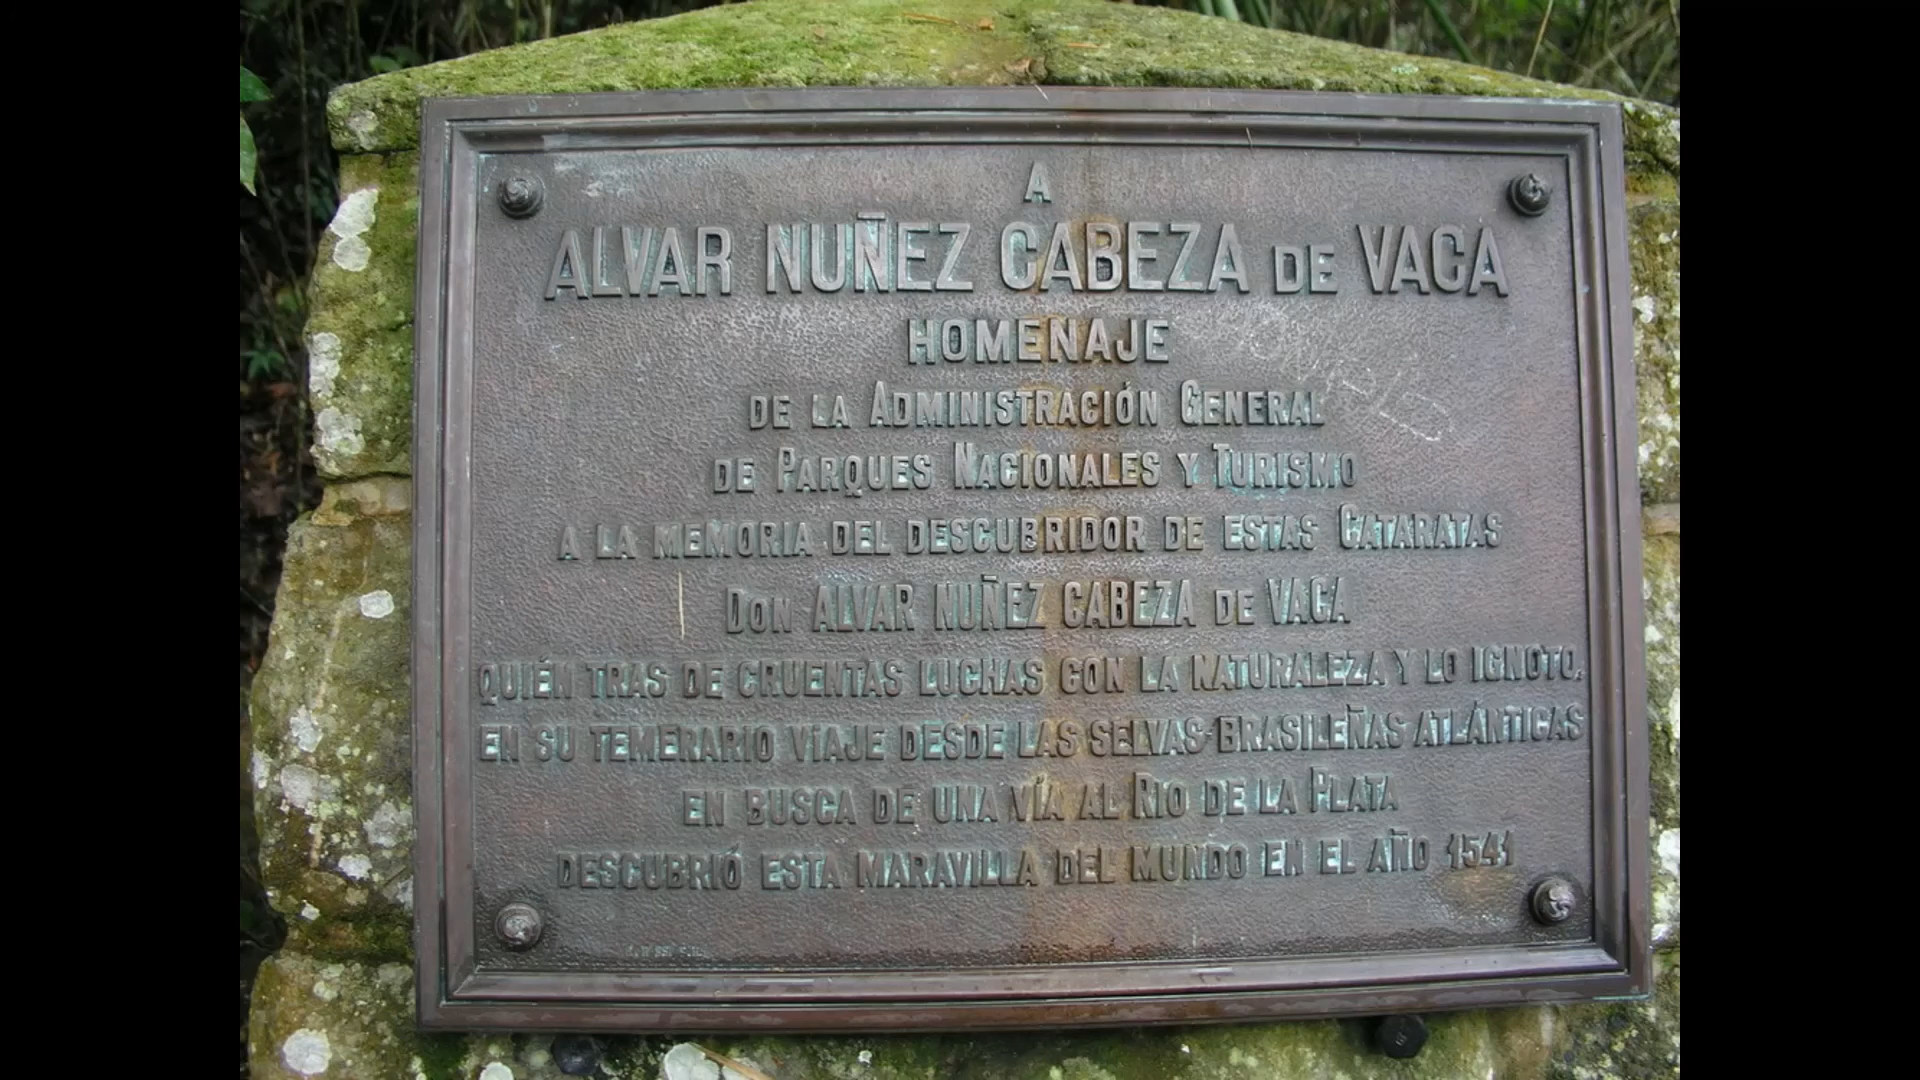 A
ALVAR NUÑEZ CABEZA DE VACA
HOMENAJE
DE LA ADMINISTRACIÓN GENERAL
DE PARQUES NACIONALES Y TURISMO
A LA MEMORIA DEL DESCUBRIDOR DE ESTAS CATARATAS
DON ALVAR NUÑEZ CABEZA DE VACA
QUIÉN TRAS DE CRUENTAS LUCHAS CON LA NATURALEZA Y LO IGNOTO,
EN SU TEMERARIO VIAJE DESDE LAS SELVAS BRASILEÑAS ATLÁNTICAS
EN BUSCA DE UNA VÍA AL RIO DE LA PLATA
DESCUBRIÓ ESTA MARAVILLA DEL MUNDO EN EL AÑO 1541